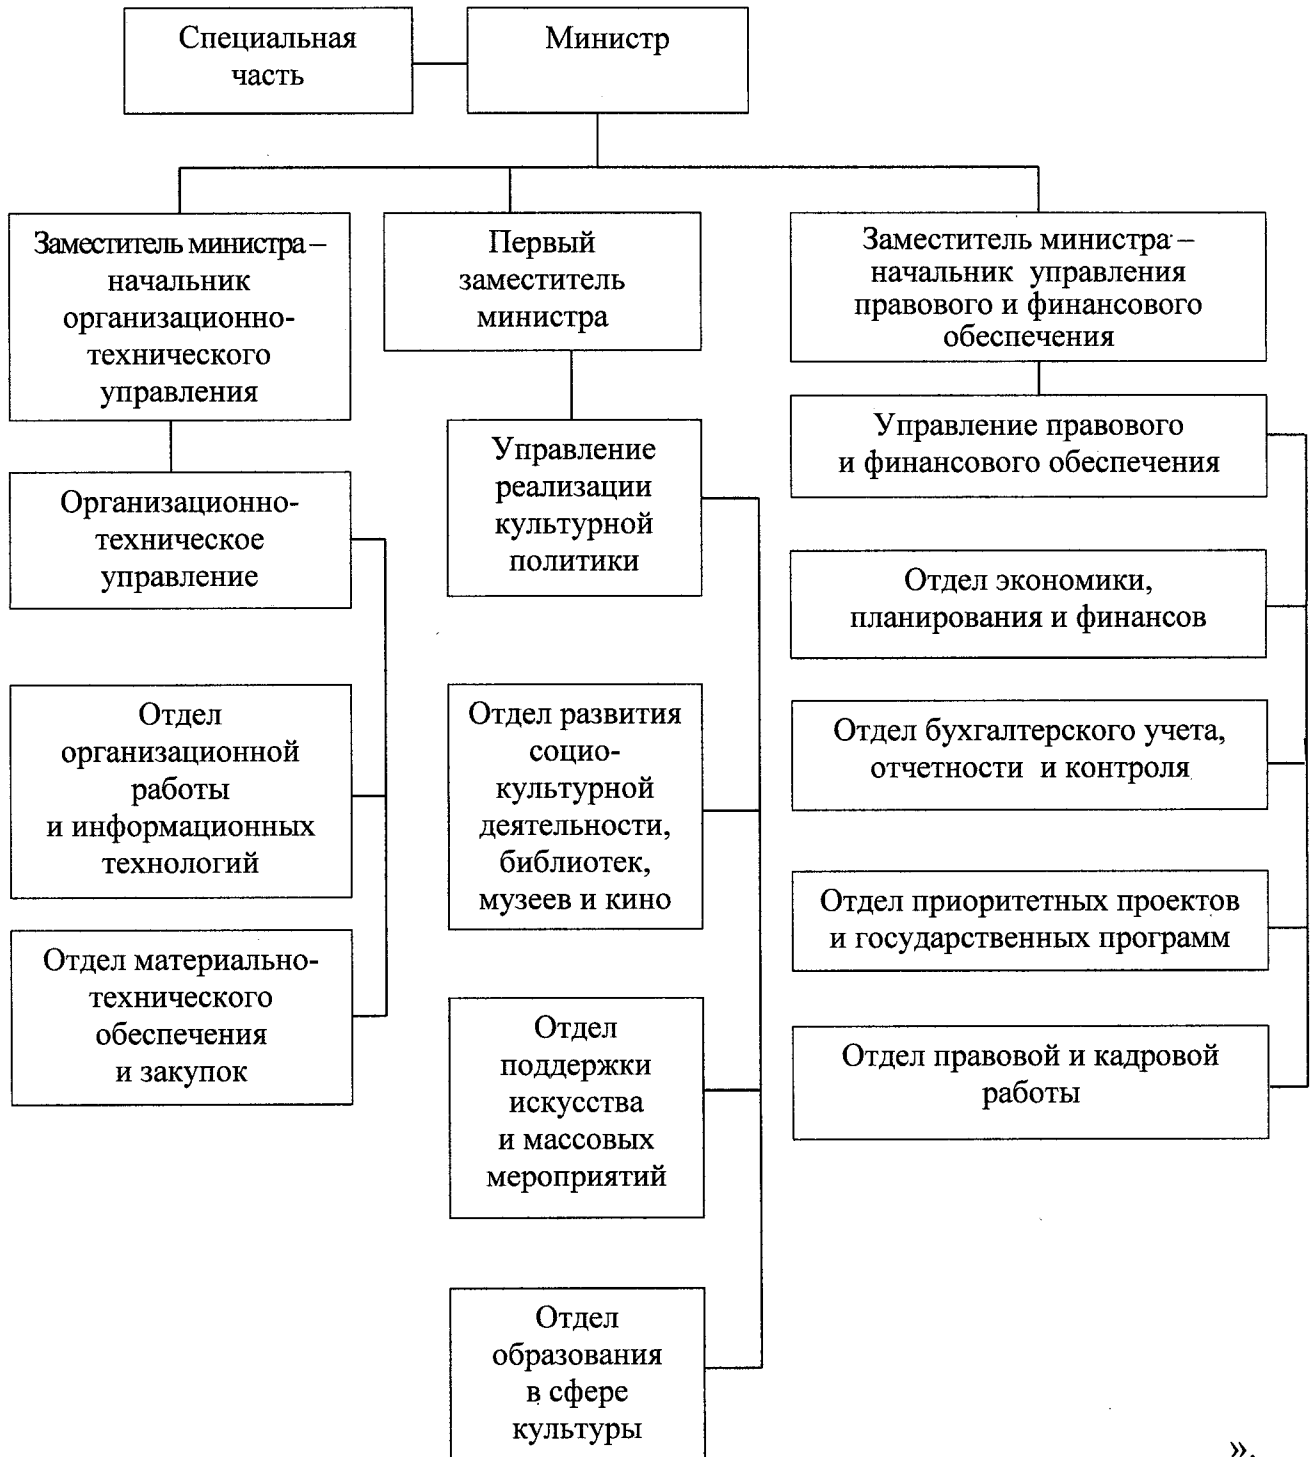 Специальная
часть
Министр
Заместитель министра –
начальник
организационно-
технического
управления
Первый
заместитель
министра
Заместитель министра –
начальник управления
правового и финансового
обеспечения
Организационно-
техническое
управление
Управление
реализации
культурной
политики
Управление правового
и финансового обеспечения
Отдел экономики,
планирования и финансов
Отдел
организационной
работы
и информационных
технологий
Отдел развития
социо-
культурной
деятельности,
библиотек,
музеев и кино
Отдел бухгалтерского учета,
отчетности и контроля
Отдел приоритетных проектов
и государственных программ
Отдел материально-
технического
обеспечения
и закупок
Отдел
поддержки
искусства
и массовых
мероприятий
Отдел правовой и кадровой
работы
Отдел
образования
в сфере
культуры
».